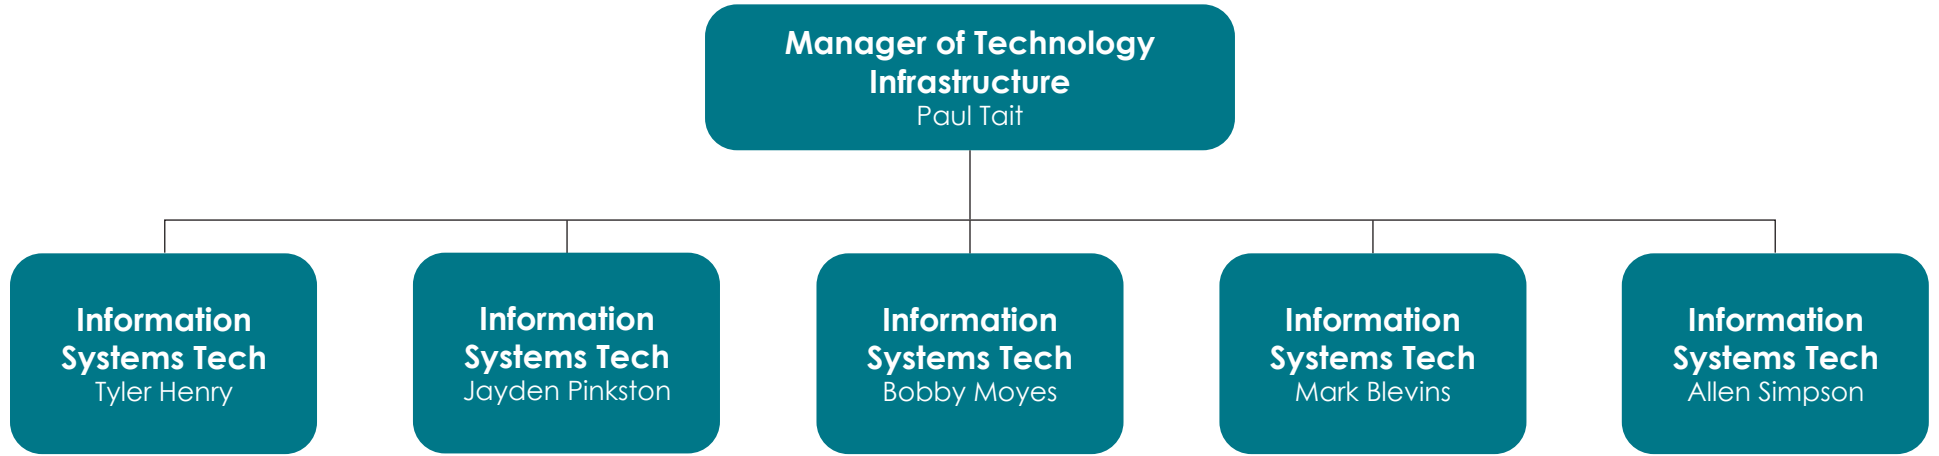 Manager of Technology
Infrastructure
Paul Tait
Information
Systems Tech
Tyler Henry
Information
Systems Tech
Jayden Pinkston
Information
Systems Tech
Bobby Moyes
Information
Systems Tech
Mark Blevins
Information
Systems Tech
Allen Simpson